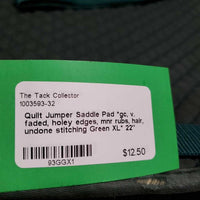 The Tack Collector
1003593-32
Quilt Jumper Saddle Pad *gc, v.
faded, holey edges, mnr rubs, hair,
undone stitching Green XL* 22"
93GGX1
$12.50